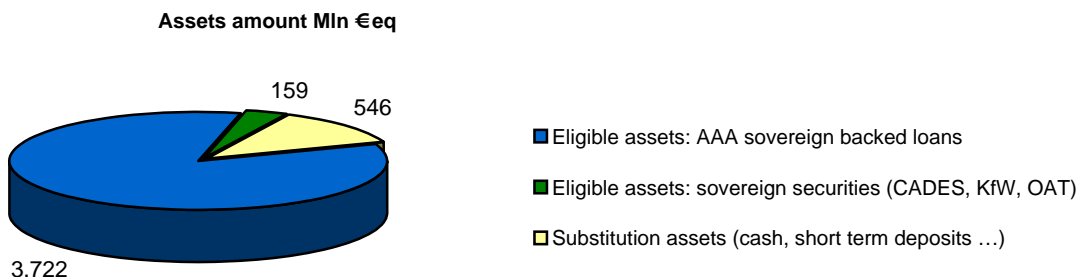 Assets amount Mln €eq
159
546
3.722
Eligible assets: AAA sovereign backed loans
Eligible assets: sovereign securities (CADES, KfW, OAT)
Substitution assets (cash, short term deposits …)